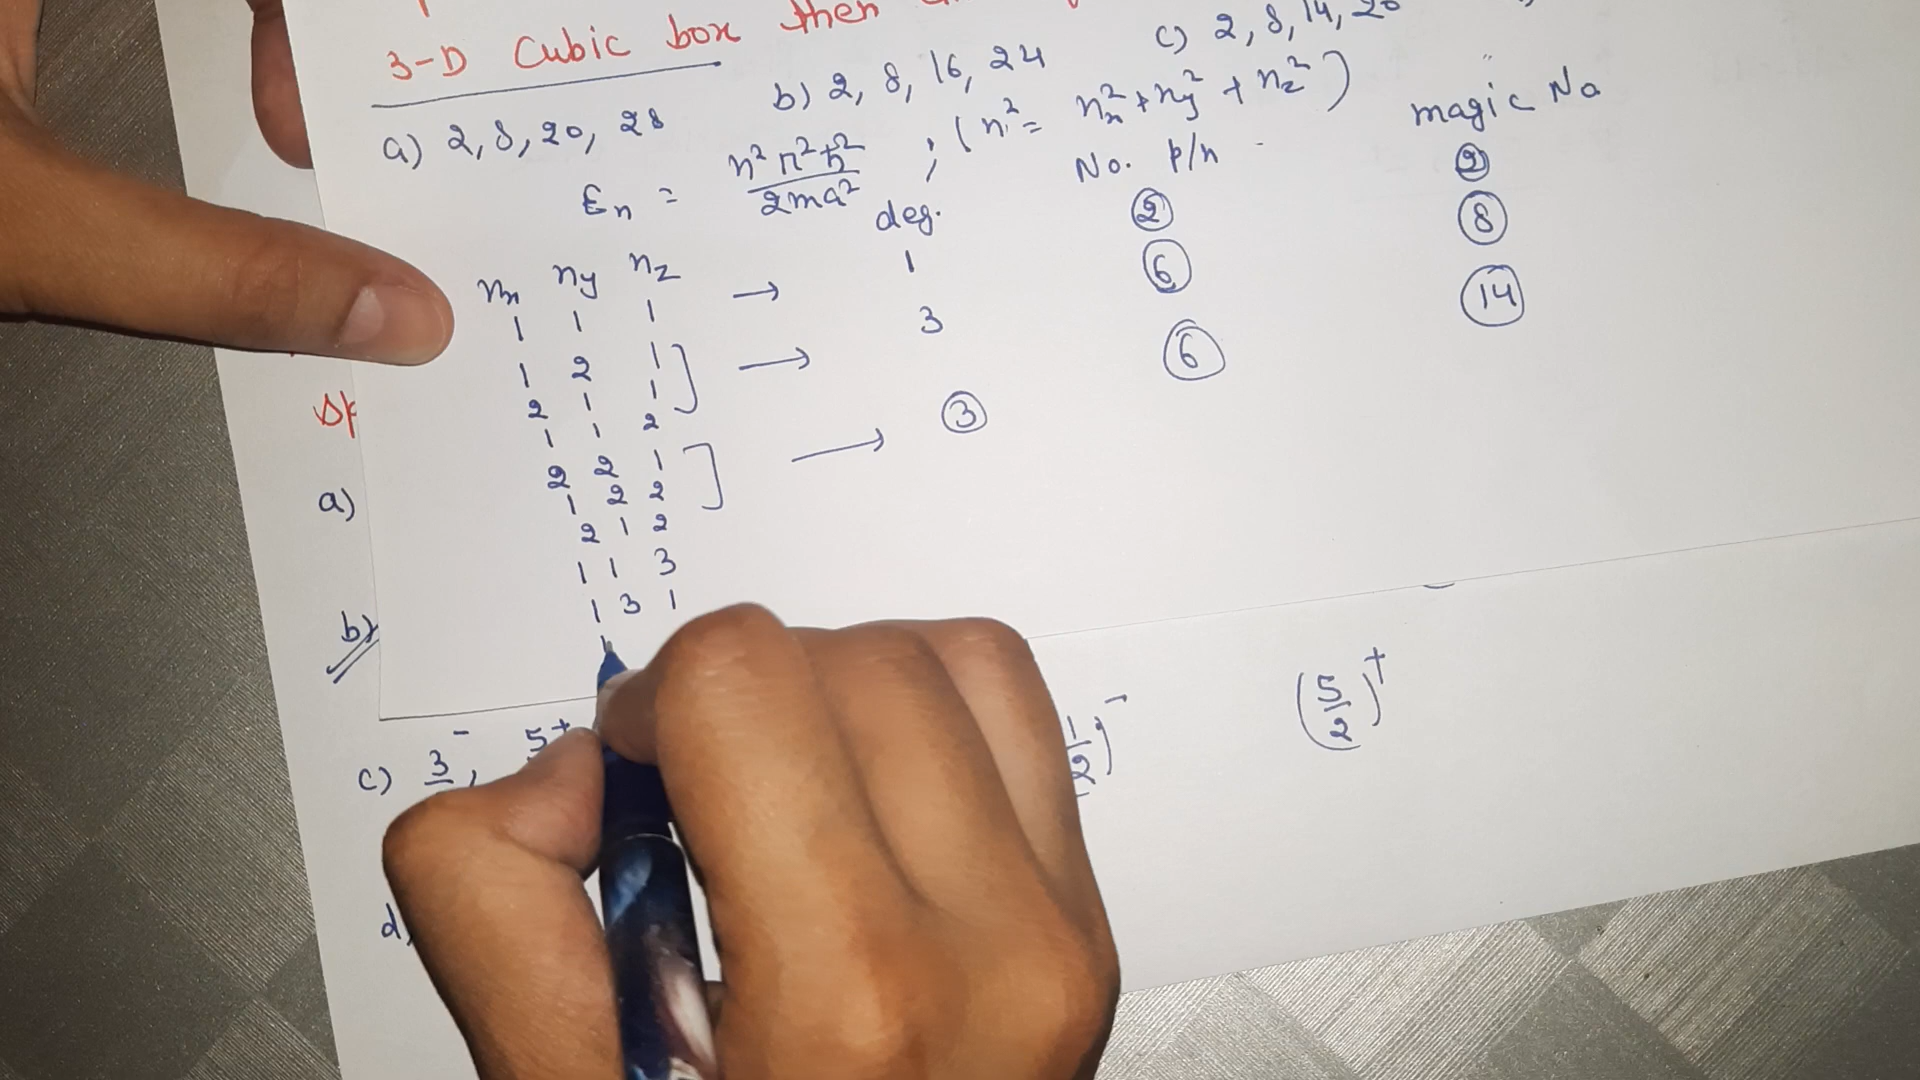 3-D Cubic box then
a) 2, 8, 20, 28 b) 2, 8, 16, 24 c) 2, 8, 14, 20
En = n²π²ħ² / 2ma² ; (n² = nx² + ny² + nz²)
nx ny nz deg. No. p/n magic No
1 1 1 → 1 ② ②
1 2 1
2 1 1 ] → 3 ⑥ ⑧
1 1 2
2 2 1
1 2 2 ] → ③ ⑥ ⑭
2 1 2
1 1 3
1 3 1
a)
b)
c) 3⁻, 5⁺ (5/2)⁺
d)